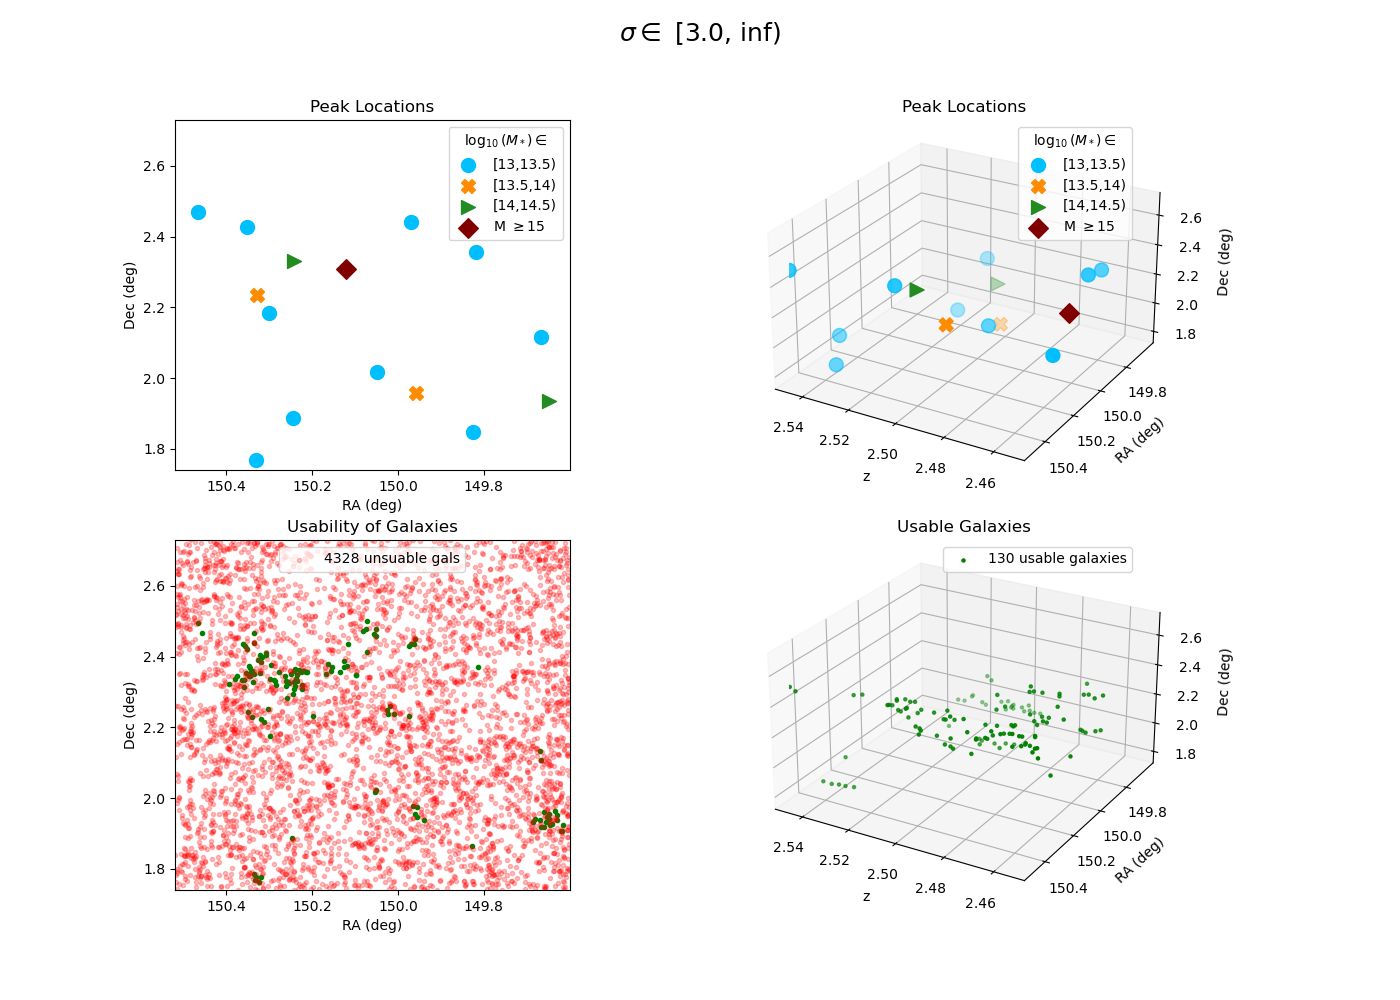 σ ∈ [3.0, inf)
Peak Locations
log₁₀(M*) ∈
[13,13.5)
[13.5,14)
[14,14.5)
M ≥15
2.6
2.4
2.2
2.0
1.8
Dec (deg)
150.4 150.2 150.0 149.8
RA (deg)
Peak Locations
log₁₀(M*) ∈
[13,13.5)
[13.5,14)
[14,14.5)
M ≥15
2.6
2.4
2.2
2.0
1.8
Dec (deg)
149.8
150.0
150.2
150.4
RA (deg)
2.54
2.52
2.50
2.48
2.46
z
Usability of Galaxies
4328 unsuable gals
2.6
2.4
2.2
2.0
1.8
Dec (deg)
150.4 150.2 150.0 149.8
RA (deg)
Usable Galaxies
130 usable galaxies
2.6
2.4
2.2
2.0
1.8
Dec (deg)
149.8
150.0
150.2
150.4
RA (deg)
2.54
2.52
2.50
2.48
2.46
z